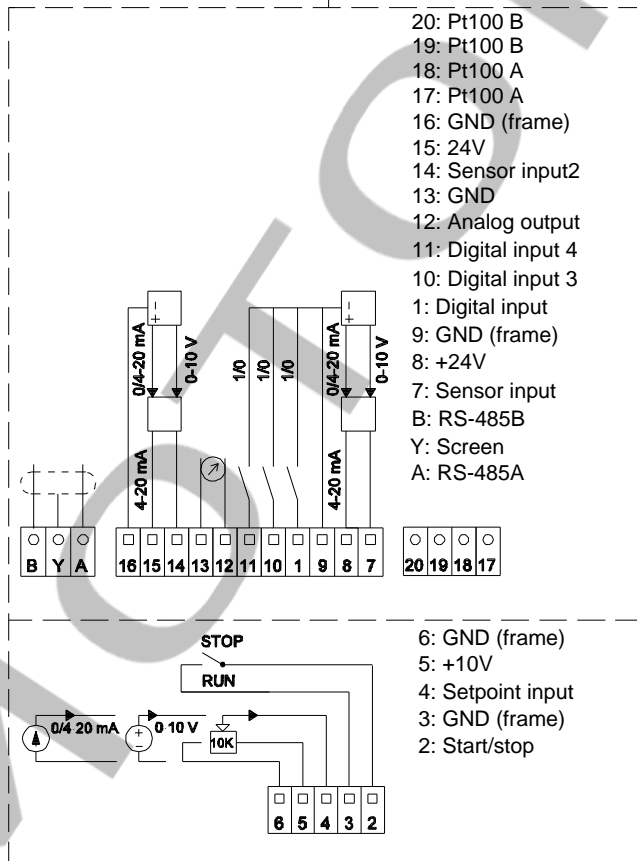 20: Pt100 B
19: Pt100 B
18: Pt100 A
17: Pt100 A
16: GND (frame)
15: 24V
14: Sensor input2
13: GND
12: Analog output
11: Digital input 4
10: Digital input 3
1: Digital input
9: GND (frame)
8: +24V
7: Sensor input
B: RS-485B
Y: Screen
A: RS-485A
- +
0/4-20 mA
0-10 V
1/0
1/0
1/0
- +
0/4-20 mA
0-10 V
4-20 mA
4-20 mA
B Y A
16 15 14 13 12 11 10 1 9 8 7
20 19 18 17
STOP
RUN
0/4 20 mA
+ -
0 10 V
10K
6 5 4 3 2
6: GND (frame)
5: +10V
4: Setpoint input
3: GND (frame)
2: Start/stop